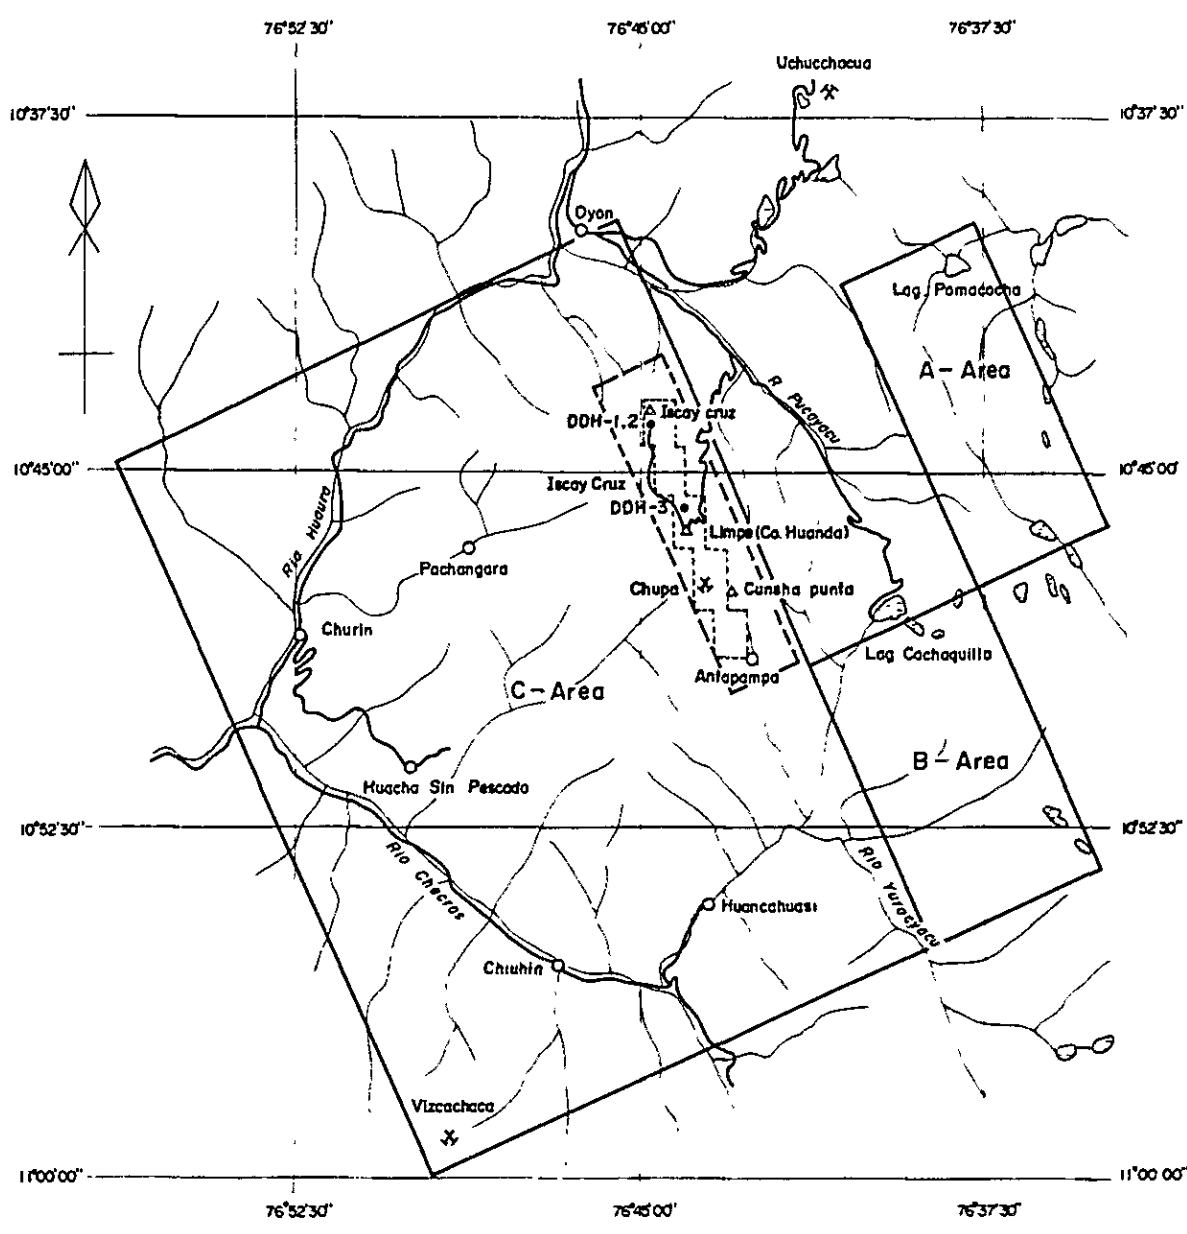 76°52'30"
76°45'00"
76°37'30"
Uchucchacua
10°37'30"
10°37'30"
Oyon
Lag. Pomacocha
A-Area
R. Pucayacu
Iscay cruz
DDH-1.2
10°45'00"
10°45'00
Iscay Cruz
DDH-3
Rio Huaura
Limpe (Co. Huanda)
Pachangara
Chupa
Cunsha punta
Churin
Lag Cachaquilla
Antapampa
C-Area
B-Area
Huacha Sin Pescado
10°52'30"
10°52'30"
Rio Checras
Rio Yuracyacu
Huancahuasi
Chiuhin
Vizcachaca
11°00'00"
11°00'00"
76°52'30"
76°45'00'
76°37'30"